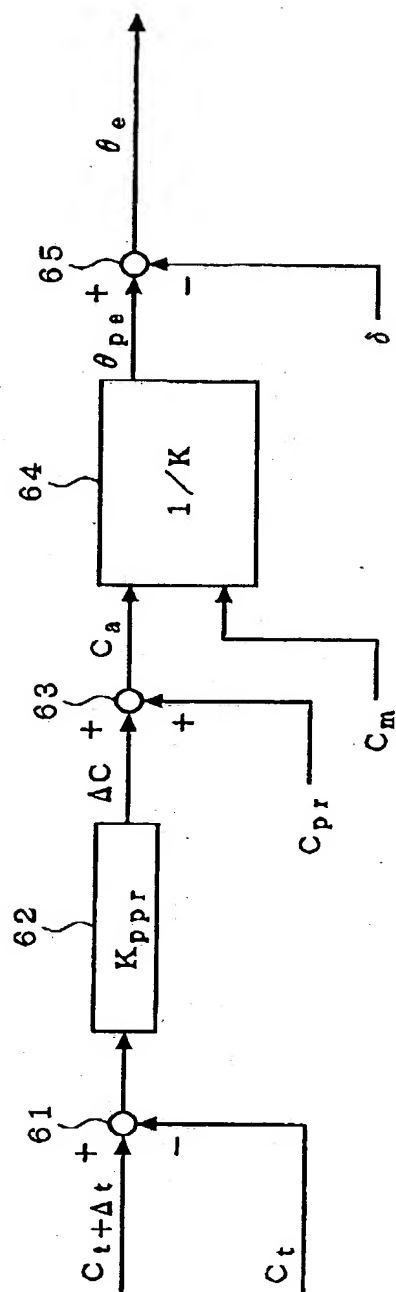 C_{t+Δt}
+
61
−
C_t
62
K_{ppr}
ΔC
+
63
+
C_{pr}
C_a
C_m
64
1/K
θ_{pe}
+
65
−
δ
θ_e